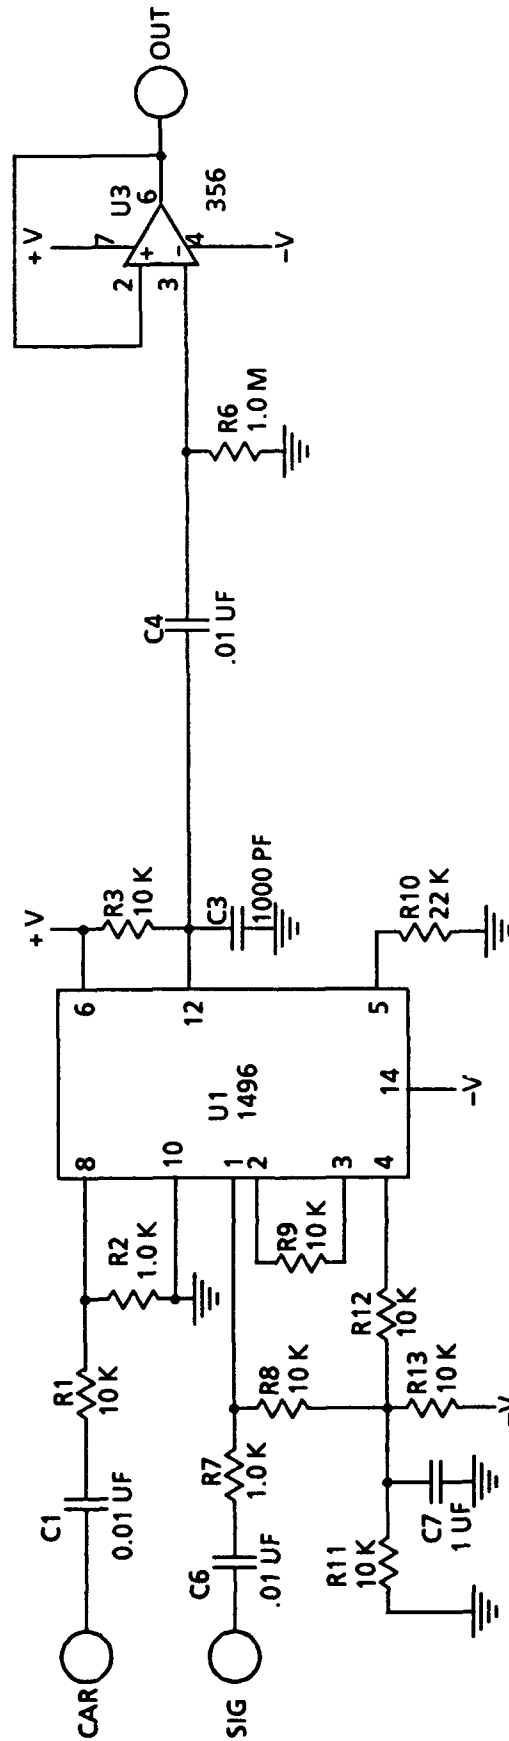 CAR
C1
0.01 UF
R1
10 K
R2
1.0 K
8
10
1
2
3
4
U1
1496
14
-V
6
12
5
+V
R3
10 K
C3
1000 PF
R10
22 K
C4
.01 UF
R6
1.0 M
2
3
+
-
+V
7
4
-V
U3
6
356
OUT
SIG
C6
.01 UF
R7
1.0 K
R8
10 K
R9
10 K
R11
10 K
C7
1 UF
R12
10 K
R13
10 K
-V